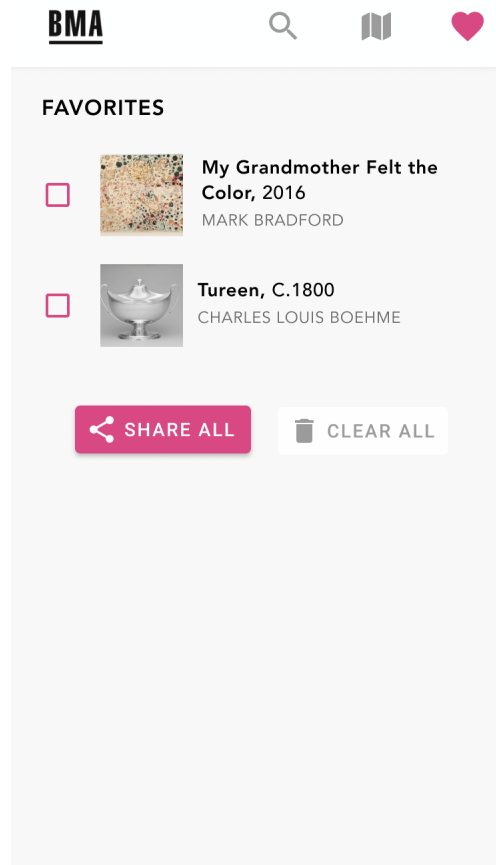 BMA
FAVORITES
My Grandmother Felt the
Color, 2016
MARK BRADFORD
Tureen, C.1800
CHARLES LOUIS BOEHME
SHARE ALL
CLEAR ALL